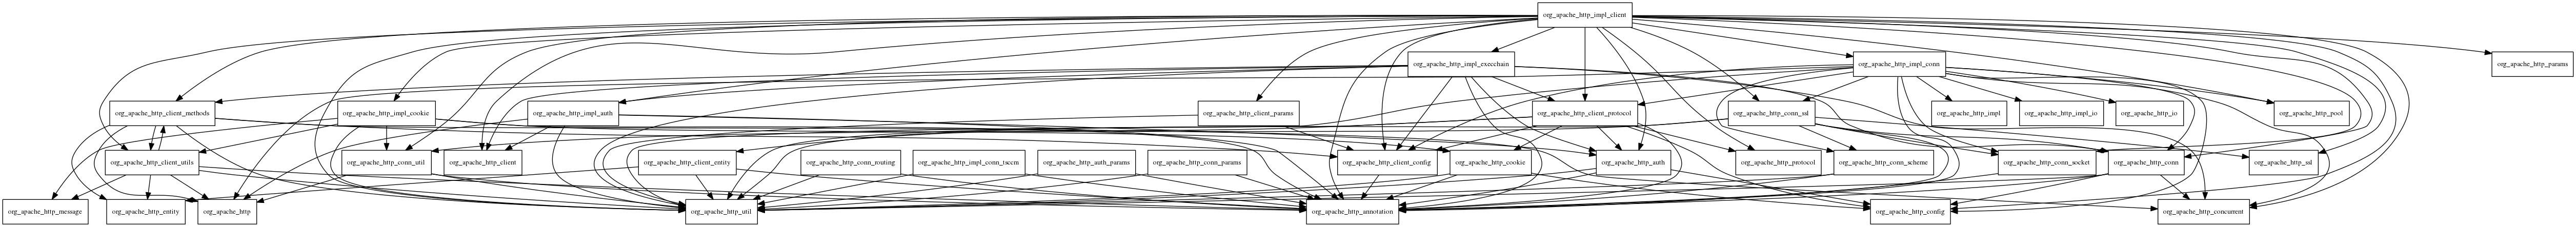 org_apache_http_impl_client
org_apache_http_impl_execchain
org_apache_http_impl_conn
org_apache_http_params
org_apache_http_client_methods
org_apache_http_impl_cookie
org_apache_http_impl_auth
org_apache_http_client_params
org_apache_http_client_protocol
org_apache_http_conn_ssl
org_apache_http_impl
org_apache_http_impl_io
org_apache_http_io
org_apache_http_pool
org_apache_http_client_utils
org_apache_http_conn_util
org_apache_http_client
org_apache_http_client_entity
org_apache_http_conn_routing
org_apache_http_impl_conn_tsccm
org_apache_http_auth_params
org_apache_http_conn_params
org_apache_http_client_config
org_apache_http_cookie
org_apache_http_auth
org_apache_http_protocol
org_apache_http_conn_scheme
org_apache_http_conn_socket
org_apache_http_conn
org_apache_http_ssl
org_apache_http_message
org_apache_http_entity
org_apache_http
org_apache_http_util
org_apache_http_annotation
org_apache_http_config
org_apache_http_concurrent